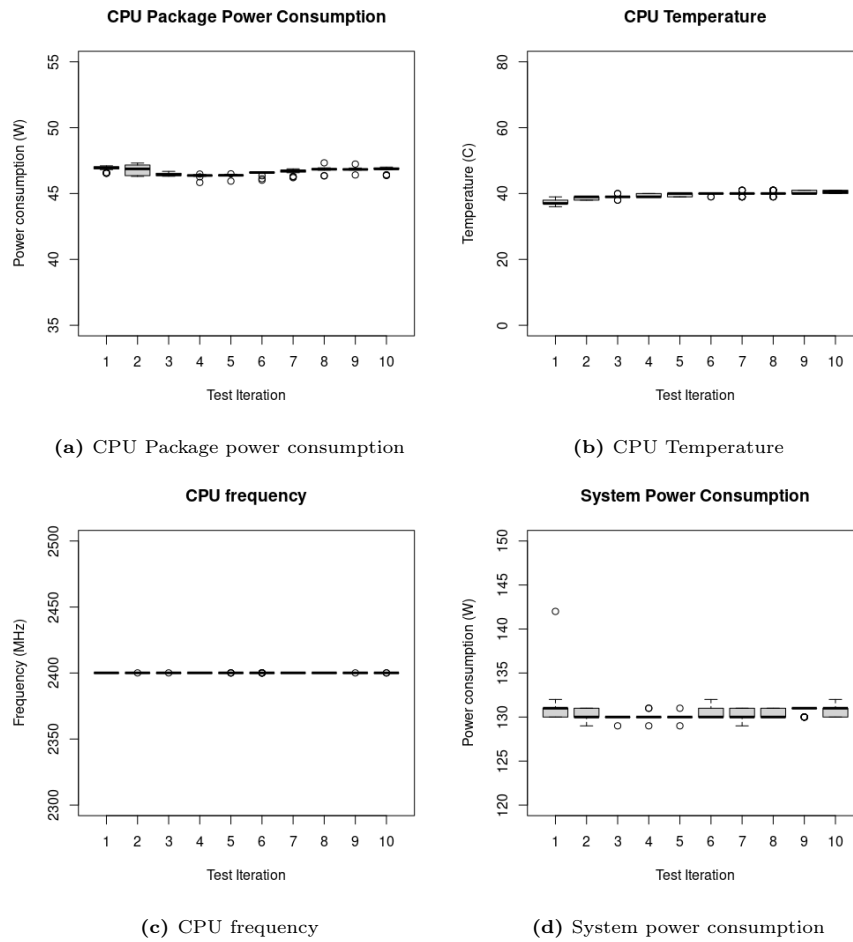 CPU Package Power Consumption
Power consumption (W)
55
50
45
40
35
1 2 3 4 5 6 7 8 9 10
Test Iteration
(a) CPU Package power consumption
CPU Temperature
Temperature (C)
80
60
40
20
0
1 2 3 4 5 6 7 8 9 10
Test Iteration
(b) CPU Temperature
CPU frequency
Frequency (MHz)
2500
2450
2400
2350
2300
1 2 3 4 5 6 7 8 9 10
Test Iteration
(c) CPU frequency
System Power Consumption
Power consumption (W)
150
145
140
135
130
125
120
1 2 3 4 5 6 7 8 9 10
Test Iteration
(d) System power consumption